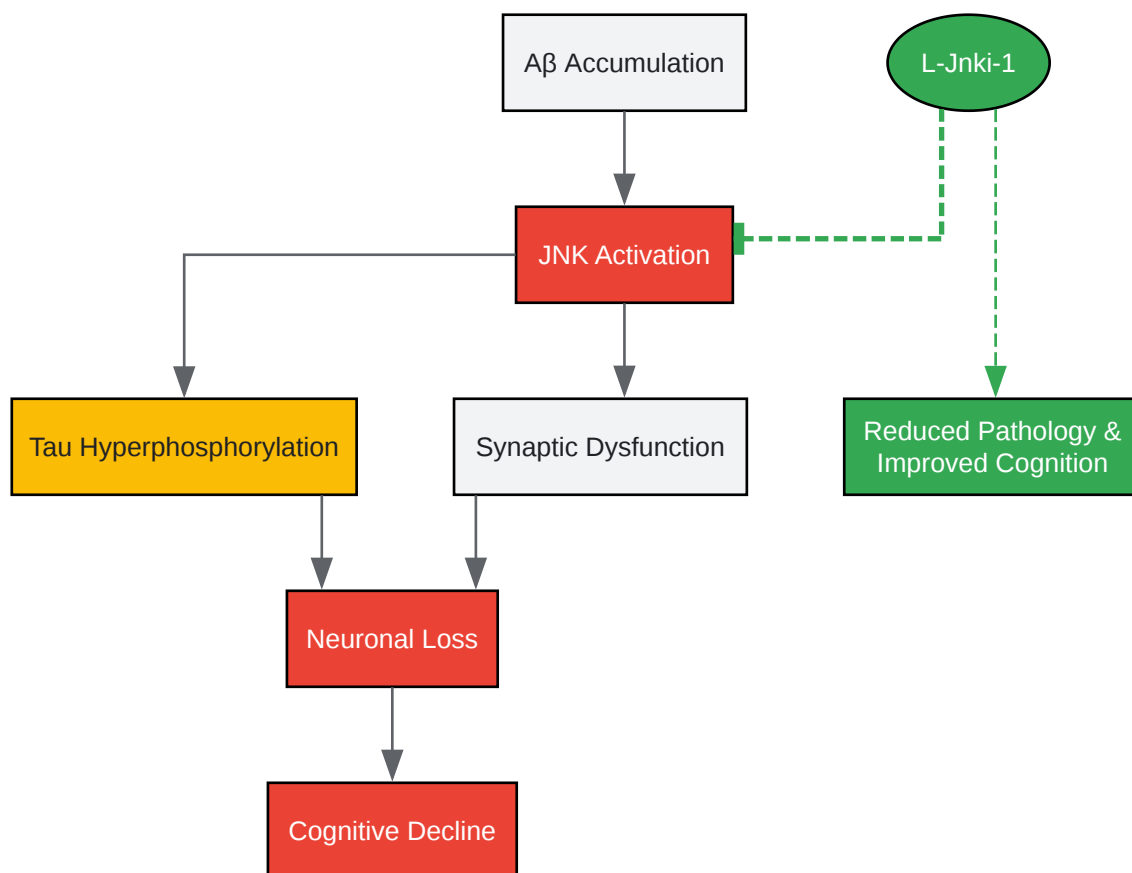 Aβ Accumulation
L-Jnki-1
JNK Activation
Tau Hyperphosphorylation
Synaptic Dysfunction
Reduced Pathology &
Improved Cognition
Neuronal Loss
Cognitive Decline